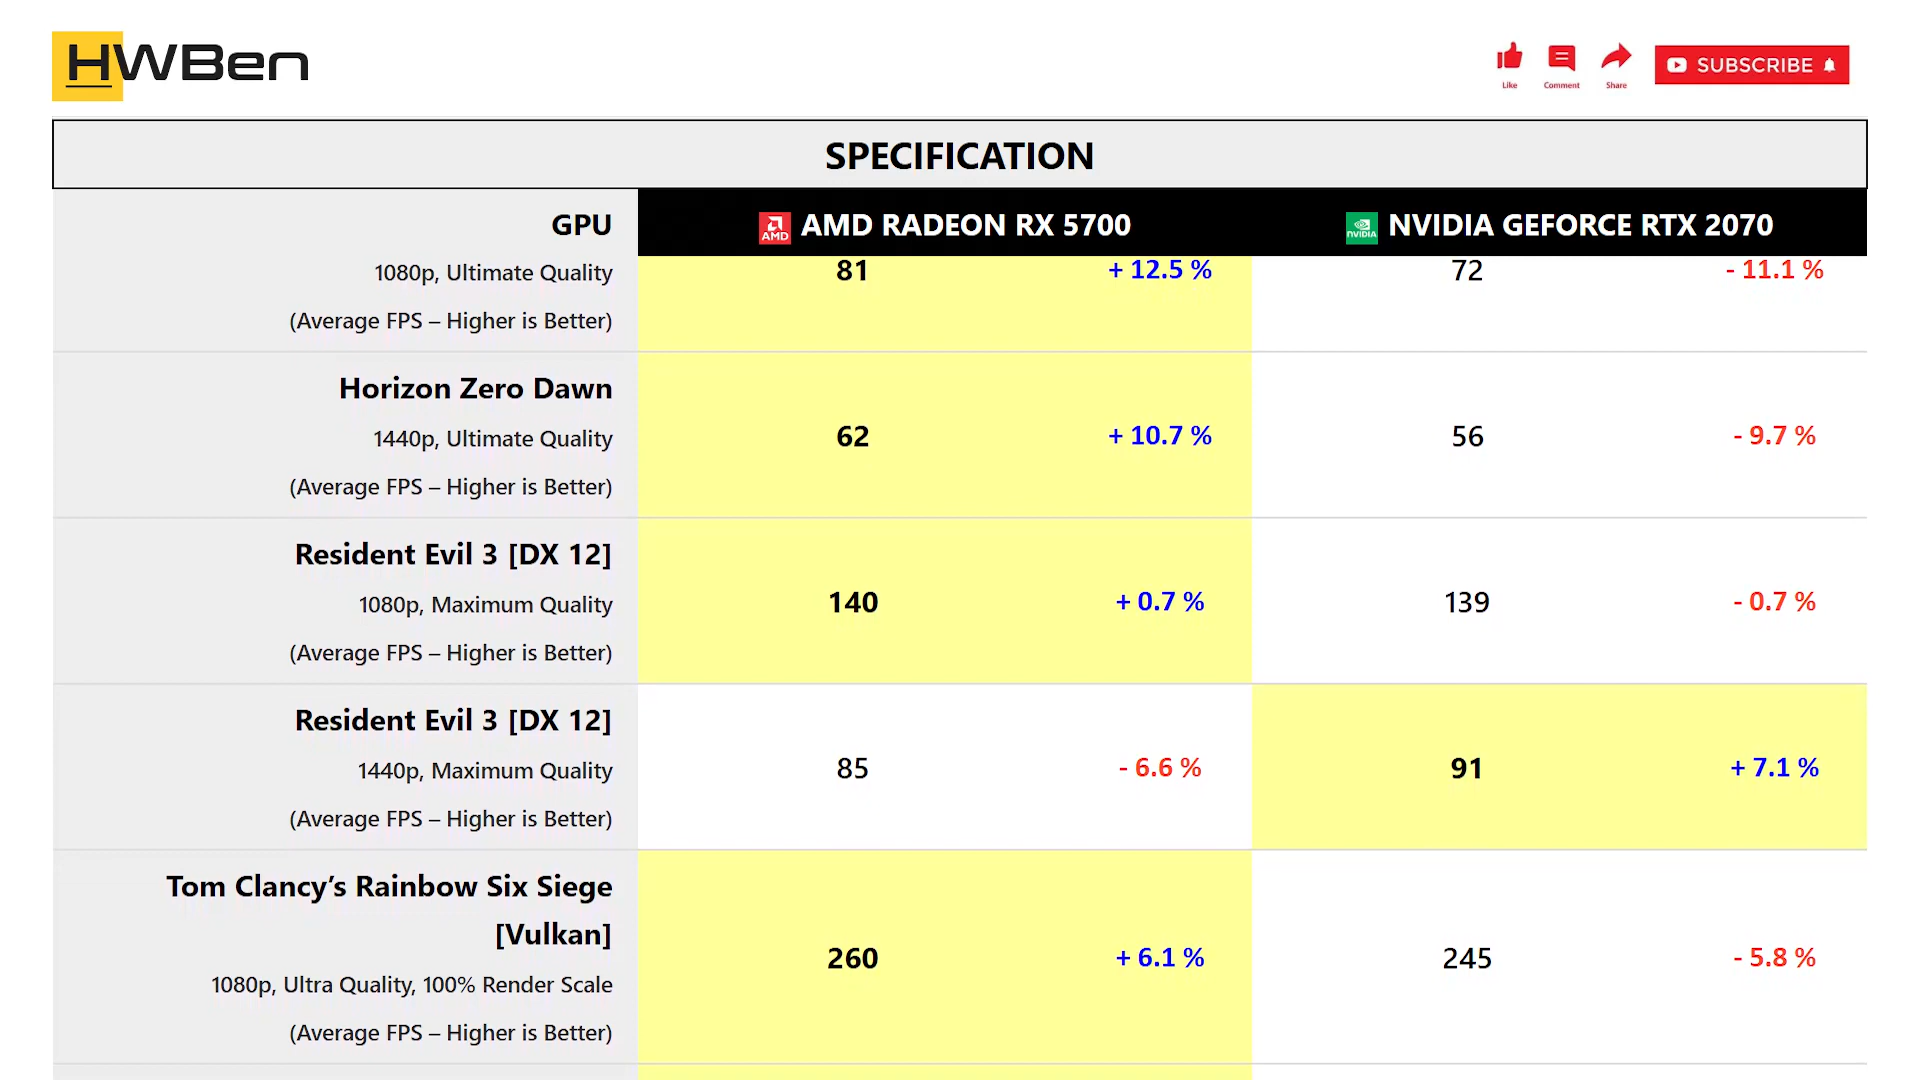 HWBen
Like
Comment
Share
SUBSCRIBE
SPECIFICATION
GPU
AMD
AMD RADEON RX 5700
NVIDIA
NVIDIA GEFORCE RTX 2070
1080p, Ultimate Quality
(Average FPS – Higher is Better)
81
+ 12.5 %
72
- 11.1 %
Horizon Zero Dawn
1440p, Ultimate Quality
(Average FPS – Higher is Better)
62
+ 10.7 %
56
- 9.7 %
Resident Evil 3 [DX 12]
1080p, Maximum Quality
(Average FPS – Higher is Better)
140
+ 0.7 %
139
- 0.7 %
Resident Evil 3 [DX 12]
1440p, Maximum Quality
(Average FPS – Higher is Better)
85
- 6.6 %
91
+ 7.1 %
Tom Clancy’s Rainbow Six Siege
[Vulkan]
1080p, Ultra Quality, 100% Render Scale
(Average FPS – Higher is Better)
260
+ 6.1 %
245
- 5.8 %